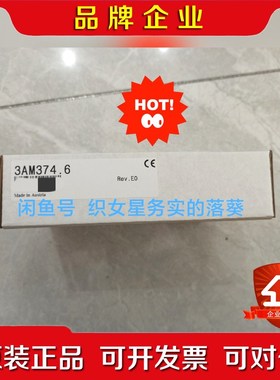 品 牌 企 业
HOT!
3AM374.6
CE
Rev.E0
Made in Austria
闲鱼号 织女星务实的落葵
企业
原装正品 可开发票 可对